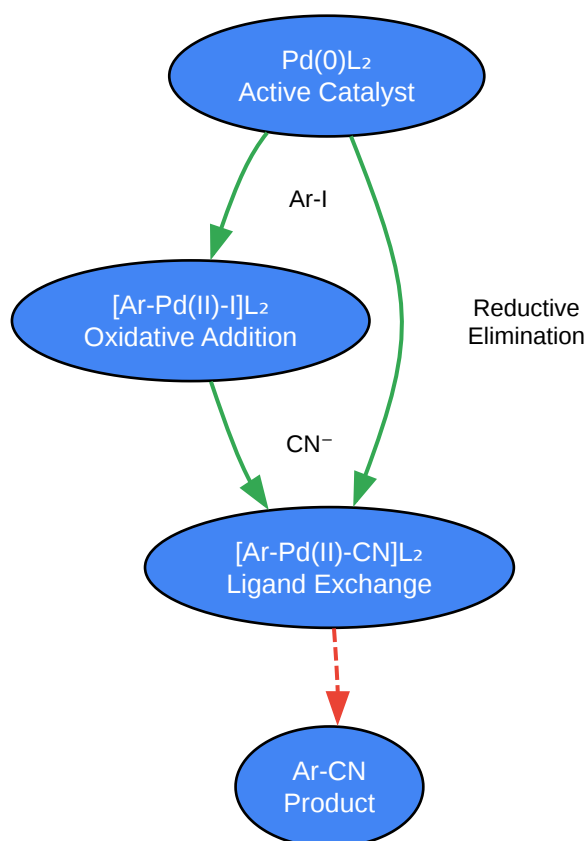 Pd(0)L₂
Active Catalyst
Ar-I
[Ar-Pd(II)-I]L₂
Oxidative Addition
Reductive
Elimination
CN⁻
[Ar-Pd(II)-CN]L₂
Ligand Exchange
Ar-CN
Product